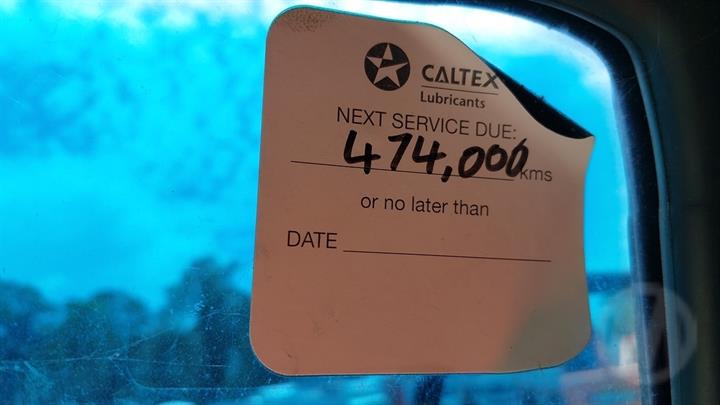 CALTEX
Lubricants
NEXT SERVICE DUE:
474,000 kms
or no later than
DATE